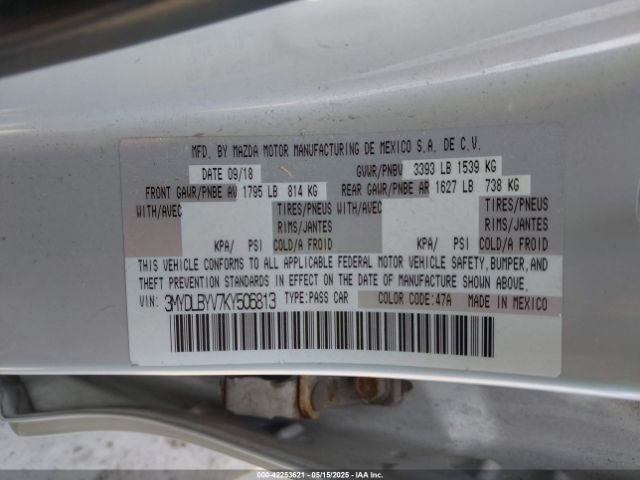 MFD. BY MAZDA MOTOR MANUFACTURING DE MEXICO S.A. DE C.V.
DATE 09/18 GVWR/PNBV 3393 LB 1539 KG
FRONT GAWR/PNBE AV 1795 LB 814 KG REAR GAWR/PNBE AR 1627 LB 738 KG
WITH/AVEC TIRES/PNEUS WITH/AVEC TIRES/PNEUS
RIMS/JANTES RIMS/JANTES
KPA/ PSI COLD/A FROID KPA/ PSI COLD/A FROID
THIS VEHICLE CONFORMS TO ALL APPLICABLE FEDERAL MOTOR VEHICLE SAFETY, BUMPER, AND
THEFT PREVENTION STANDARDS IN EFFECT ON THE DATE OF MANUFACTURE SHOWN ABOVE.
VIN: 3MYDLBYV7KY506813 TYPE: PASS CAR COLOR CODE: 47A MADE IN MEXICO
000-42253621 - 05/15/2025 - IAA Inc.